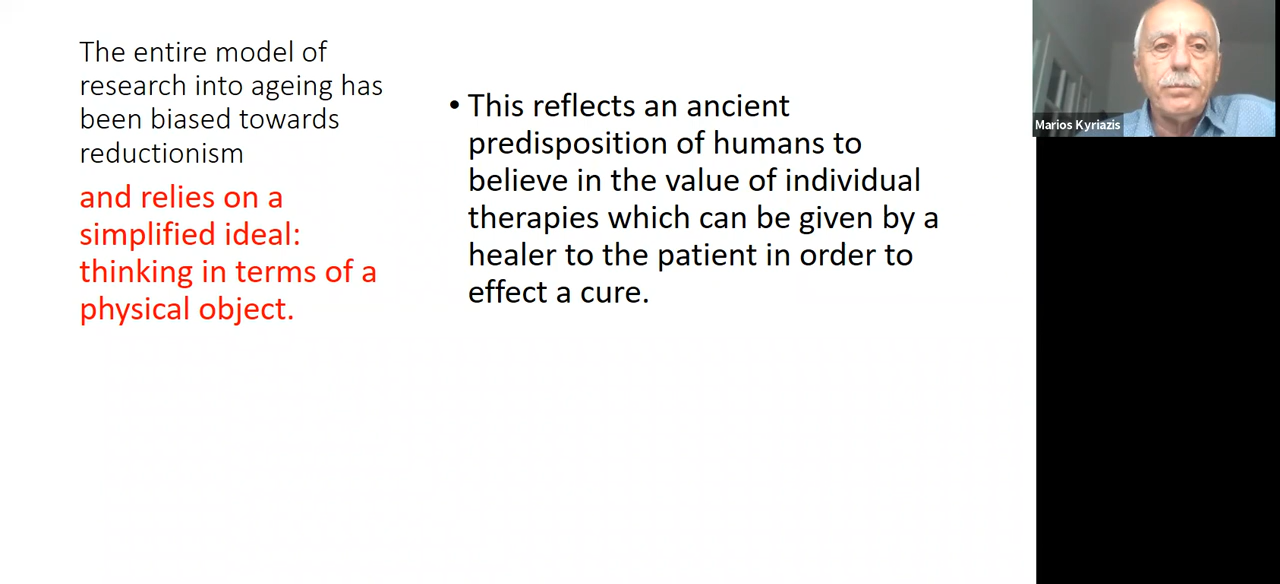 The entire model of
research into ageing has
been biased towards
reductionism
and relies on a
simplified ideal:
thinking in terms of a
physical object.
• This reflects an ancient
predisposition of humans to
believe in the value of individual
therapies which can be given by a
healer to the patient in order to
effect a cure.
Marios Kyriazis